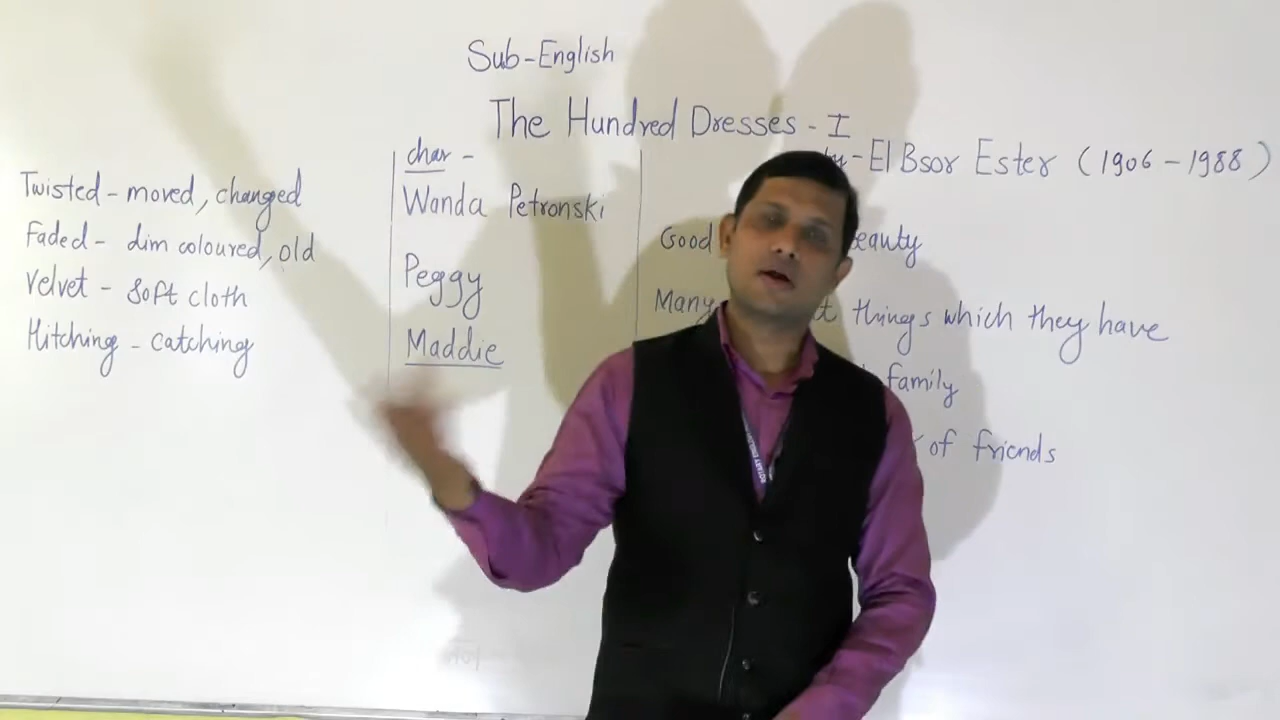 Sub-English
The Hundred Dresses - I
by - El Bsor Ester (1906 - 1988)
Twisted - moved, changed
Faded - dim coloured, old
Velvet - soft cloth
Hitching - catching
char -
Wanda Petronski
Peggy
Maddie
Good eauty
Many t things which they have
family
of friends